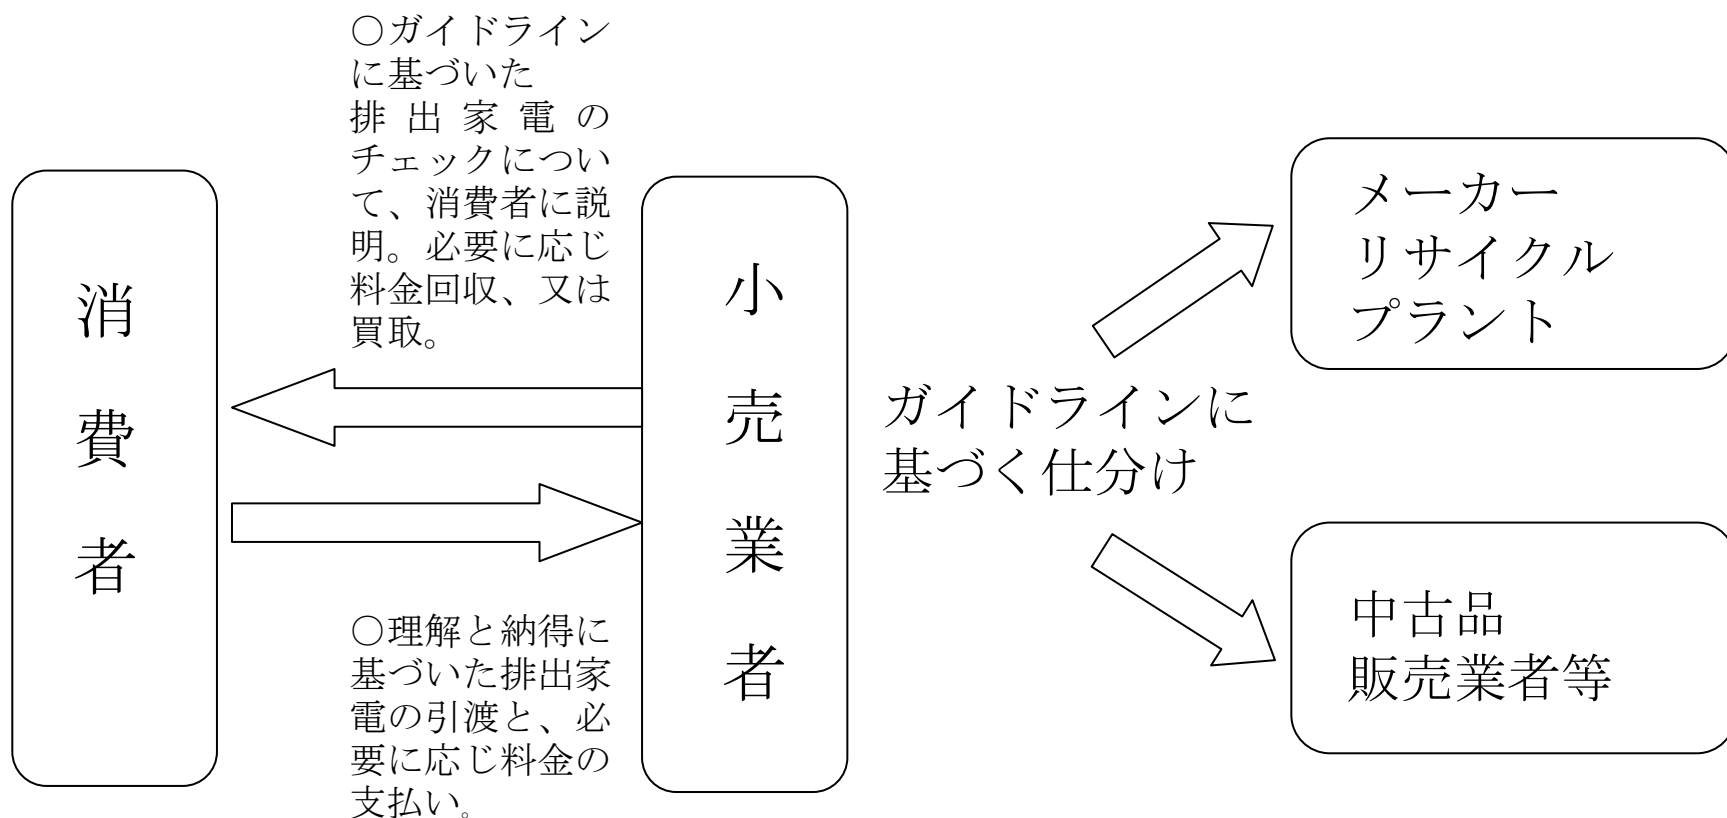 〇ガイドライン
に基づいた
排出家電の
チェックについ
て、消費者に説
明。必要に応じ
料金回収、又は
買取。
消費者
小売業者
〇理解と納得に
基づいた排出家
電の引渡と、必
要に応じ料金の
支払い。
ガイドラインに
基づく仕分け
メーカー
リサイクル
プラント
中古品
販売業者等